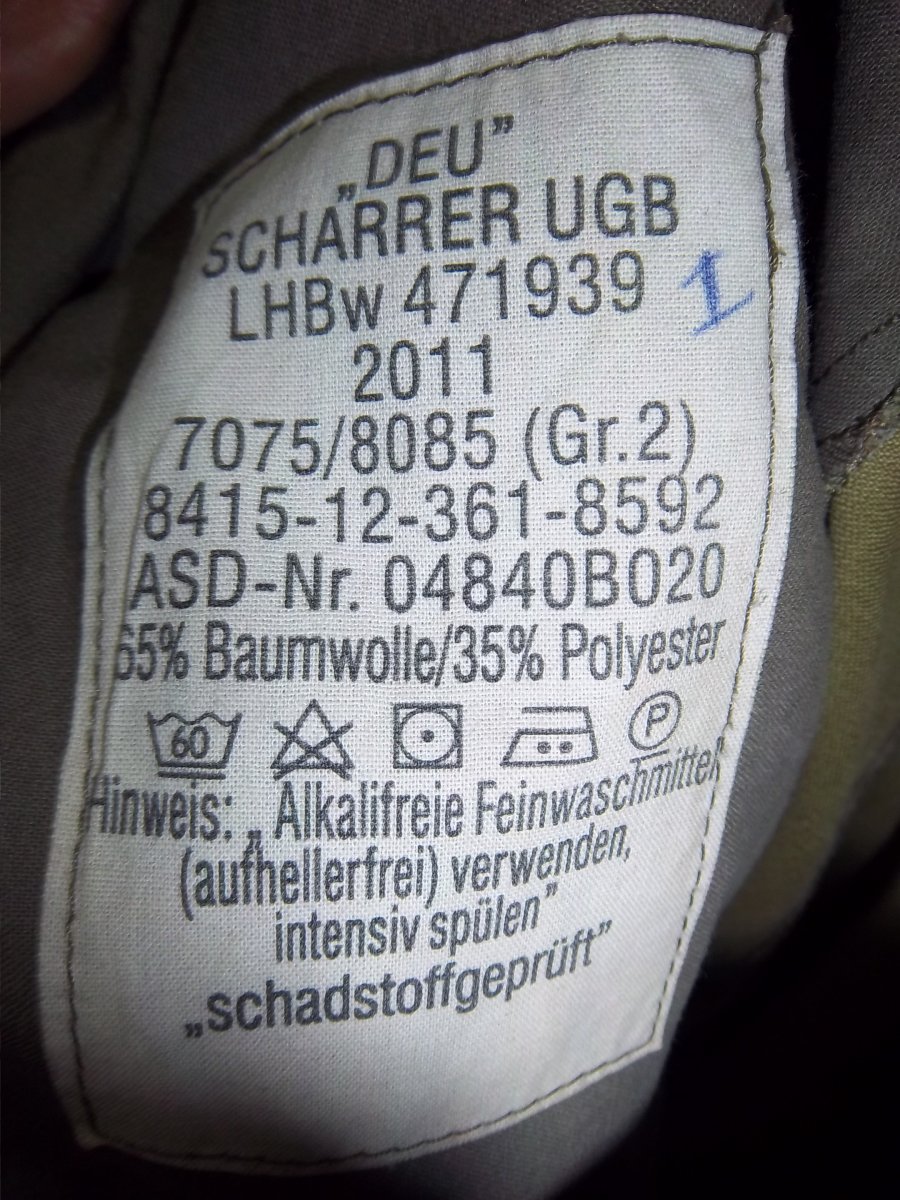 „DEU”
SCHARRER UGB
LHBw 471939
1
2011
7075/8085 (Gr.2)
8415-12-361-8592
ASD-Nr. 04840B020
65% Baumwolle/35% Polyester
60 P
Hinweis: „Alkalifreie Feinwaschmittel
(aufhellerfrei) verwenden,
intensiv spülen”
„schadstoffgeprüft”